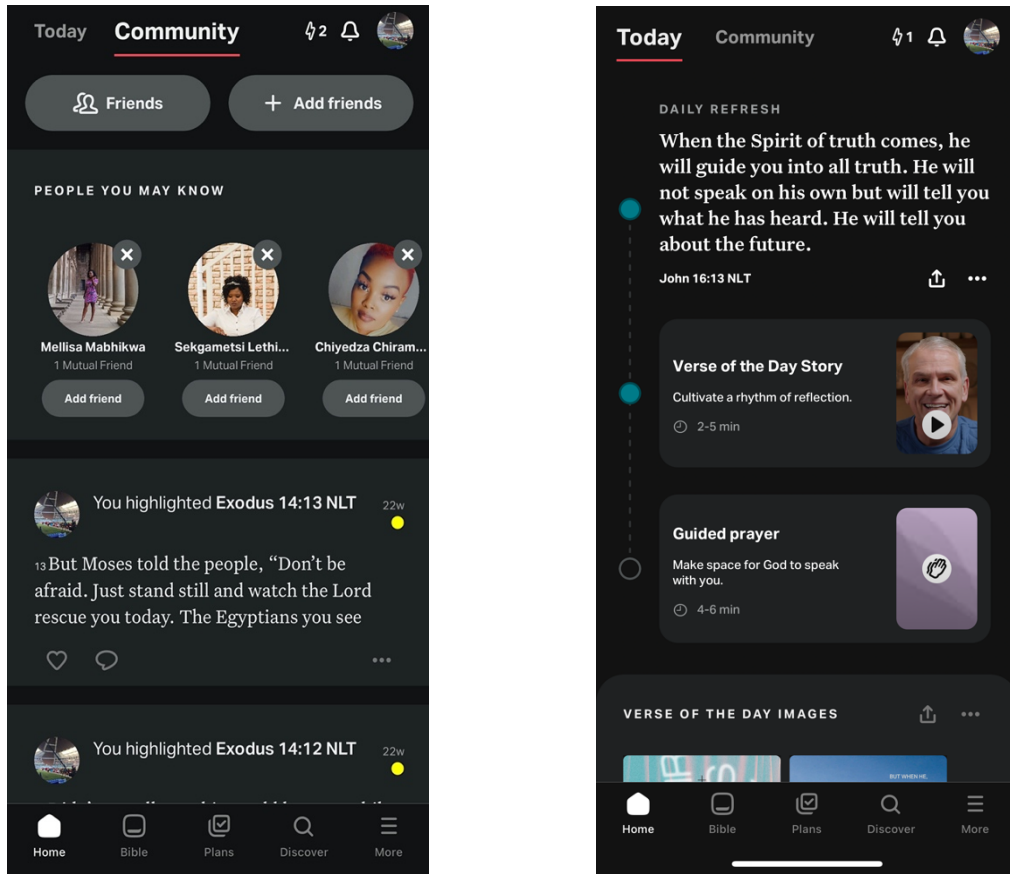 Today Community 2
Friends + Add friends
PEOPLE YOU MAY KNOW
Mellisa Mabhikwa Sekgametsi Lethi... Chiyedza Chiram...
1 Mutual Friend 1 Mutual Friend 1 Mutual Friend
Add friend Add friend Add friend
You highlighted Exodus 14:13 NLT 22w
13 But Moses told the people, “Don’t be
afraid. Just stand still and watch the Lord
rescue you today. The Egyptians you see
You highlighted Exodus 14:12 NLT 22w
Home Bible Plans Discover More
Today Community 1
DAILY REFRESH
When the Spirit of truth comes, he
will guide you into all truth. He will
not speak on his own but will tell you
what he has heard. He will tell you
about the future.
John 16:13 NLT
Verse of the Day Story
Cultivate a rhythm of reflection.
2-5 min
Guided prayer
Make space for God to speak
with you.
4-6 min
VERSE OF THE DAY IMAGES
BUT WHEN HE,
Home Bible Plans Discover More